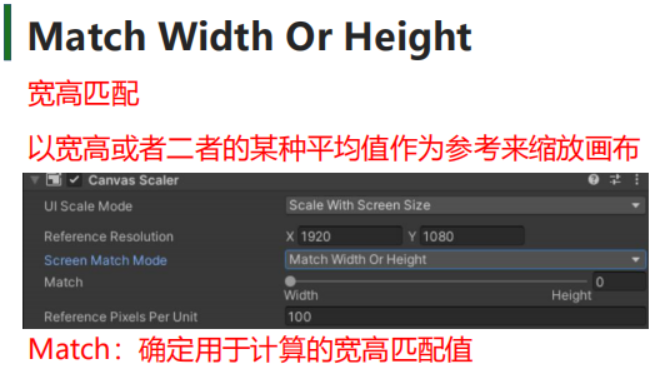 Match Width Or Height
宽高匹配
以宽高或者二者的某种平均值作为参考来缩放画布
Canvas Scaler
UI Scale Mode Scale With Screen Size
Reference Resolution X 1920 Y 1080
Screen Match Mode Match Width Or Height
Match 0
Width Height
Reference Pixels Per Unit 100
Match：确定用于计算的宽高匹配值